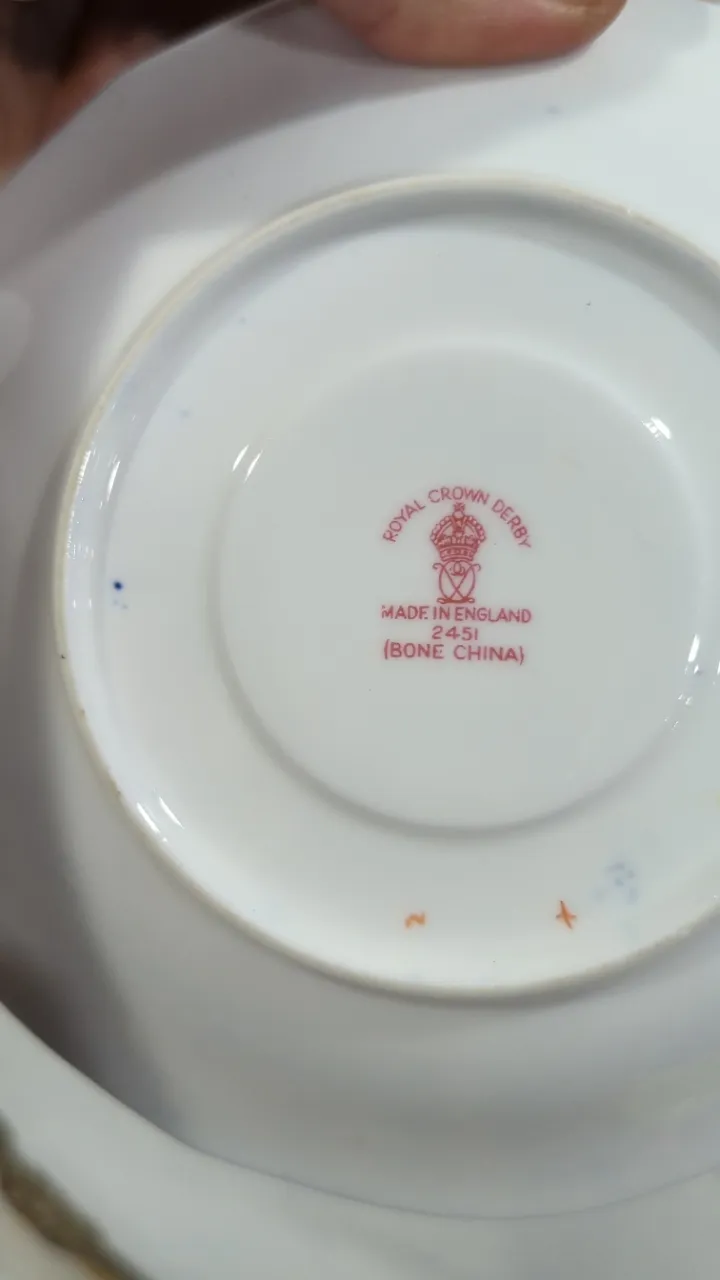 ROYAL CROWN DERBY
MADE IN ENGLAND
2451
(BONE CHINA)